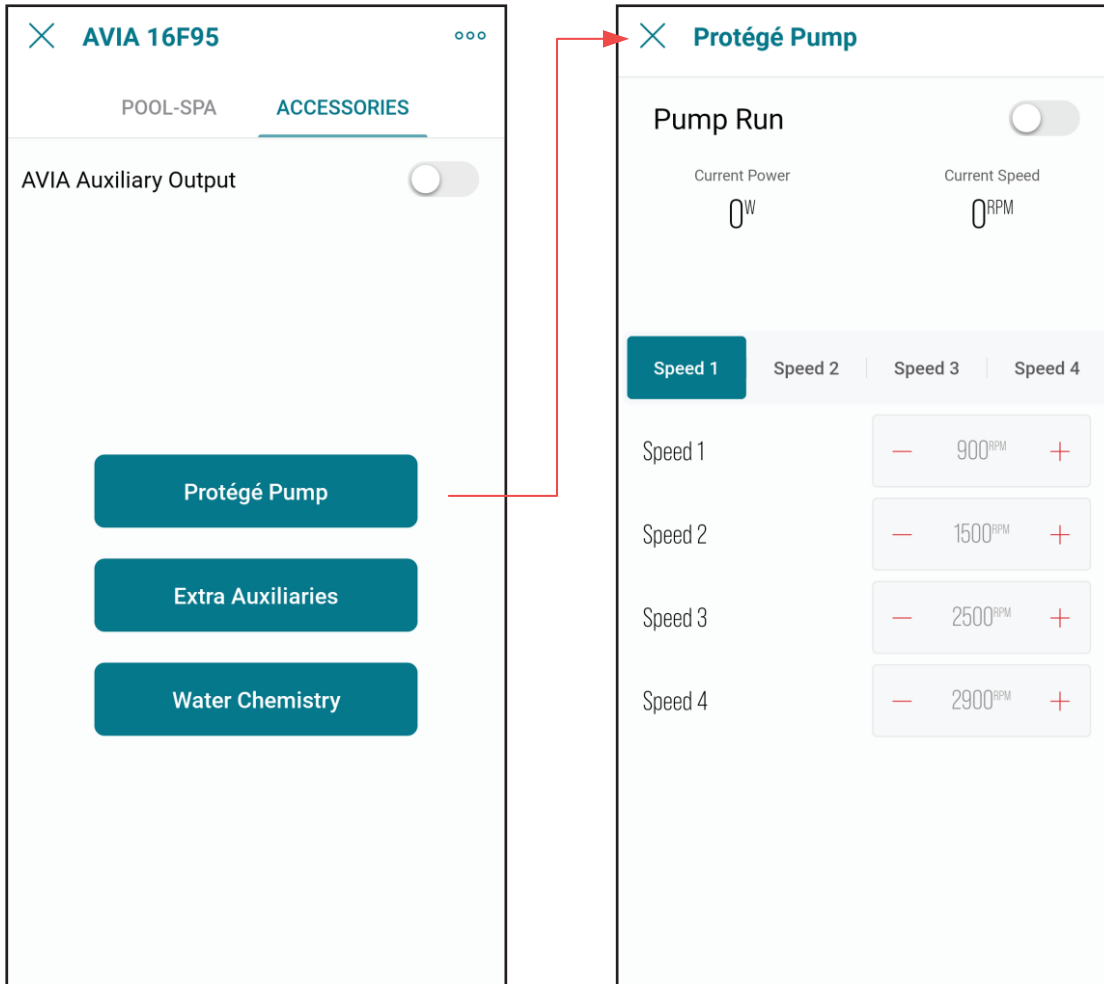 AVIA 16F95
POOL-SPA ACCESSORIES
AVIA Auxiliary Output
Protégé Pump
Extra Auxiliaries
Water Chemistry
Protégé Pump
Pump Run
Current Power Current Speed
0W 0RPM
Speed 1 Speed 2 Speed 3 Speed 4
Speed 1 − 900RPM +
Speed 2 − 1500RPM +
Speed 3 − 2500RPM +
Speed 4 − 2900RPM +